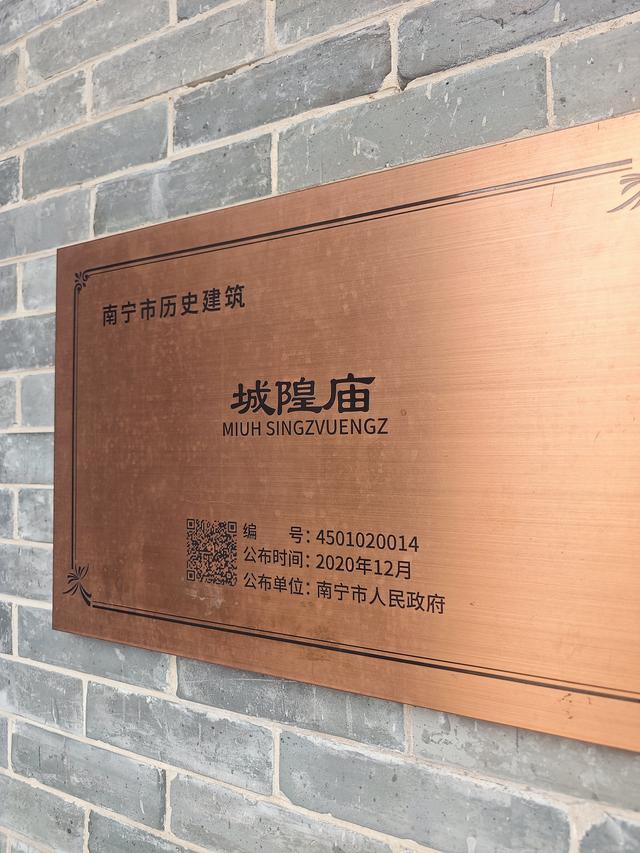 南宁市历史建筑
城隍庙
MIUH SINGZVUENGZ
编 号：4501020014
公布时间：2020年12月
公布单位：南宁市人民政府